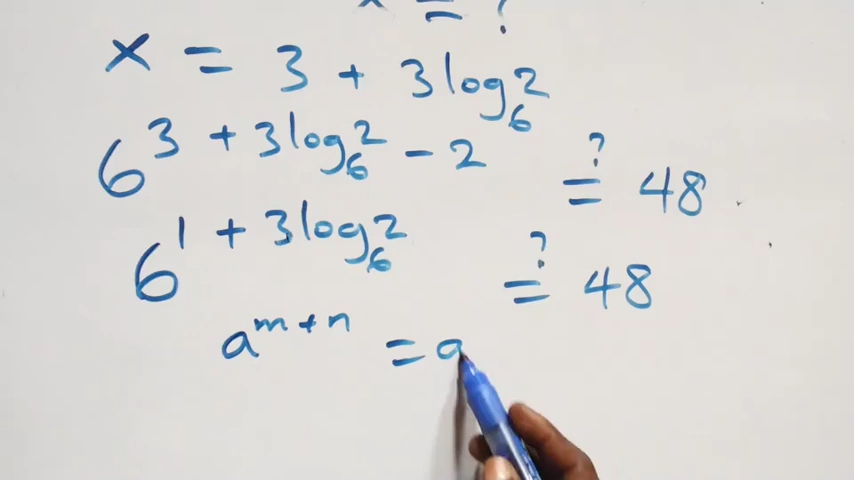 x = ?
x = 3 + 3log₆2
6^(3 + 3log₆2 - 2) ?= 48
6^(1 + 3log₆2) ?= 48
a^(m+n) = a